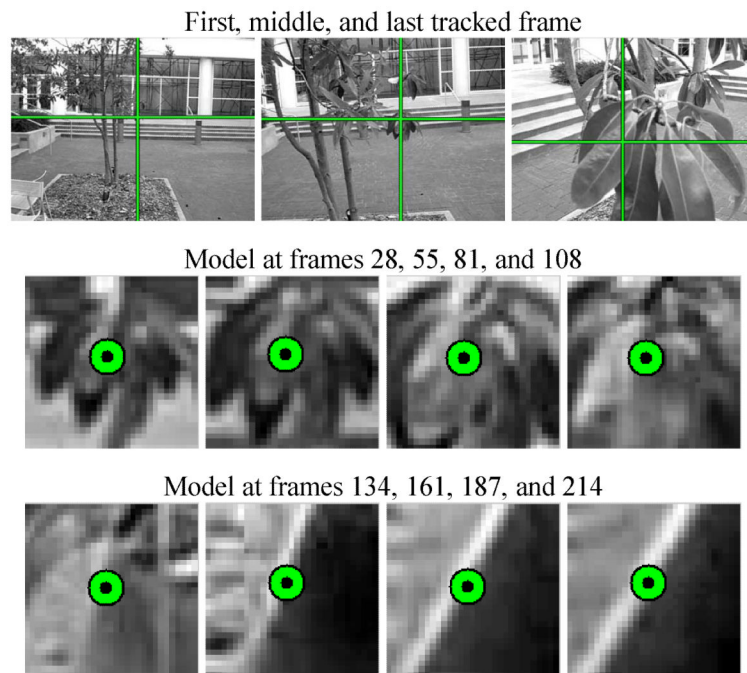 First, middle, and last tracked frame
Model at frames 28, 55, 81, and 108
Model at frames 134, 161, 187, and 214